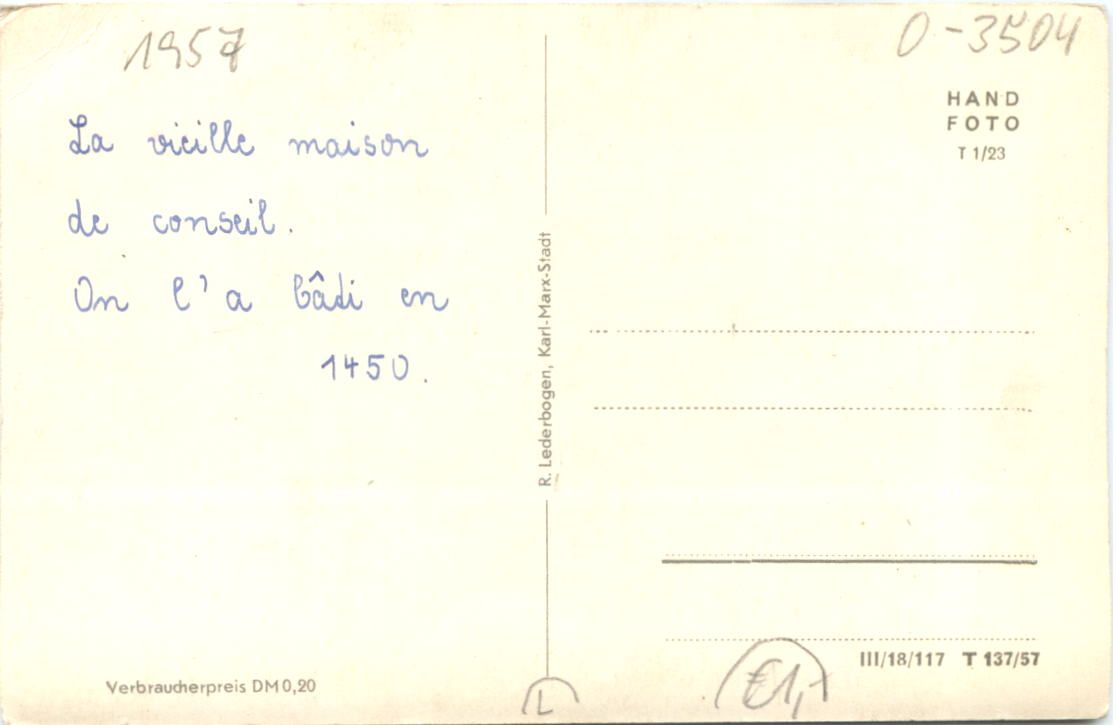 1957
La vieille maison
de conseil.
On l'a bâdi en
1450.
Verbraucherpreis DM 0,20
R. Lederbogen, Karl-Marx-Stadt
L
0-3504
HAND
FOTO
T 1/23
€1,-
III/18/117 T 137/57